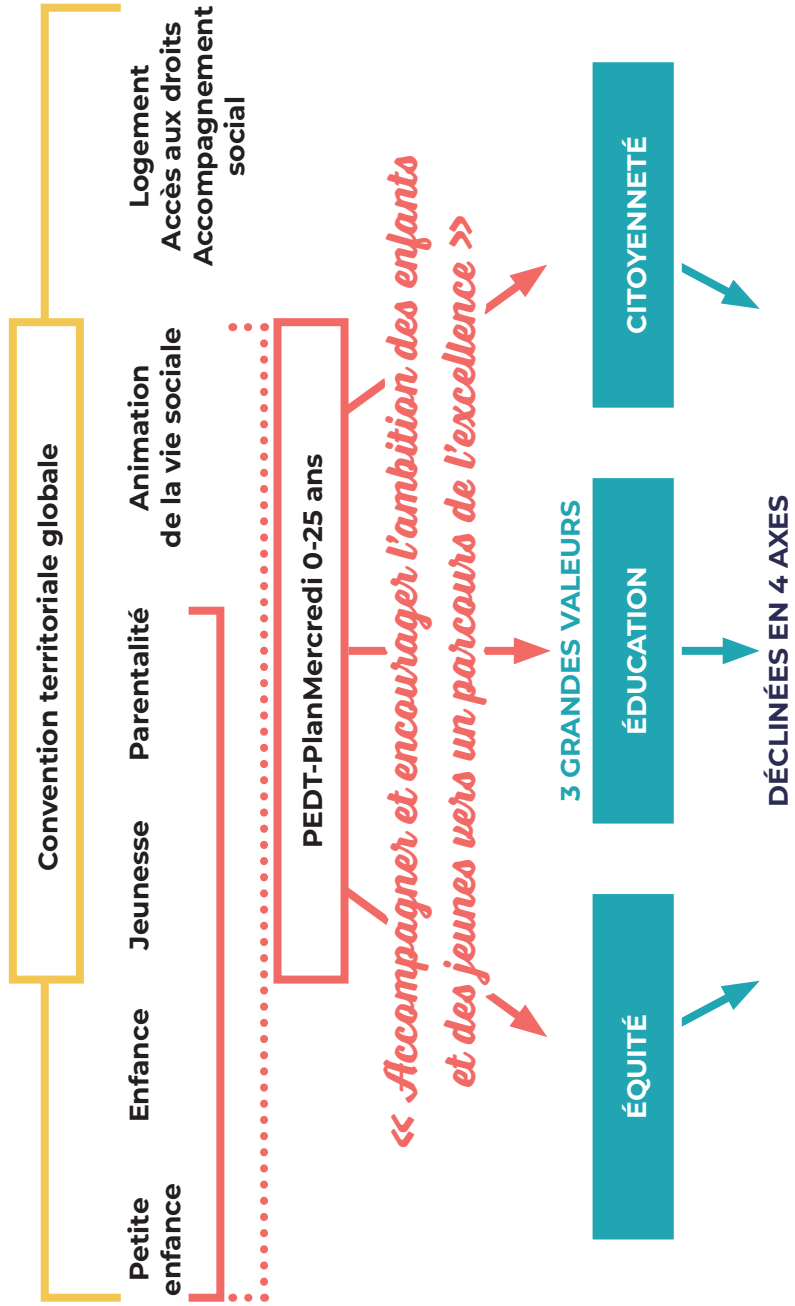 Convention territoriale globale
Petite
enfance
Enfance
Jeunesse
Parentalité
Animation
de la vie sociale
Logement
Accès aux droits
Accompagnement
social
PEDT-PlanMercredi 0-25 ans
« Accompagner et encourager l'ambition des enfants
et des jeunes vers un parcours de l'excellence »
3 GRANDES VALEURS
ÉQUITÉ
ÉDUCATION
CITOYENNETÉ
DÉCLINÉES EN 4 AXES